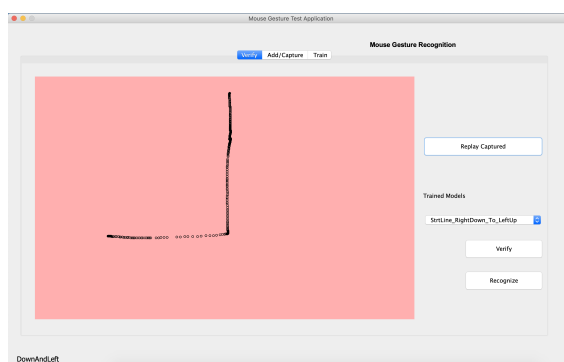 Mouse Gesture Test Application
Mouse Gesture Recognition
Verify Add/Capture Train
Replay Captured
Trained Models
StrtLine_RightDown_To_LeftUp
Verify
Recognize
DownAndLeft